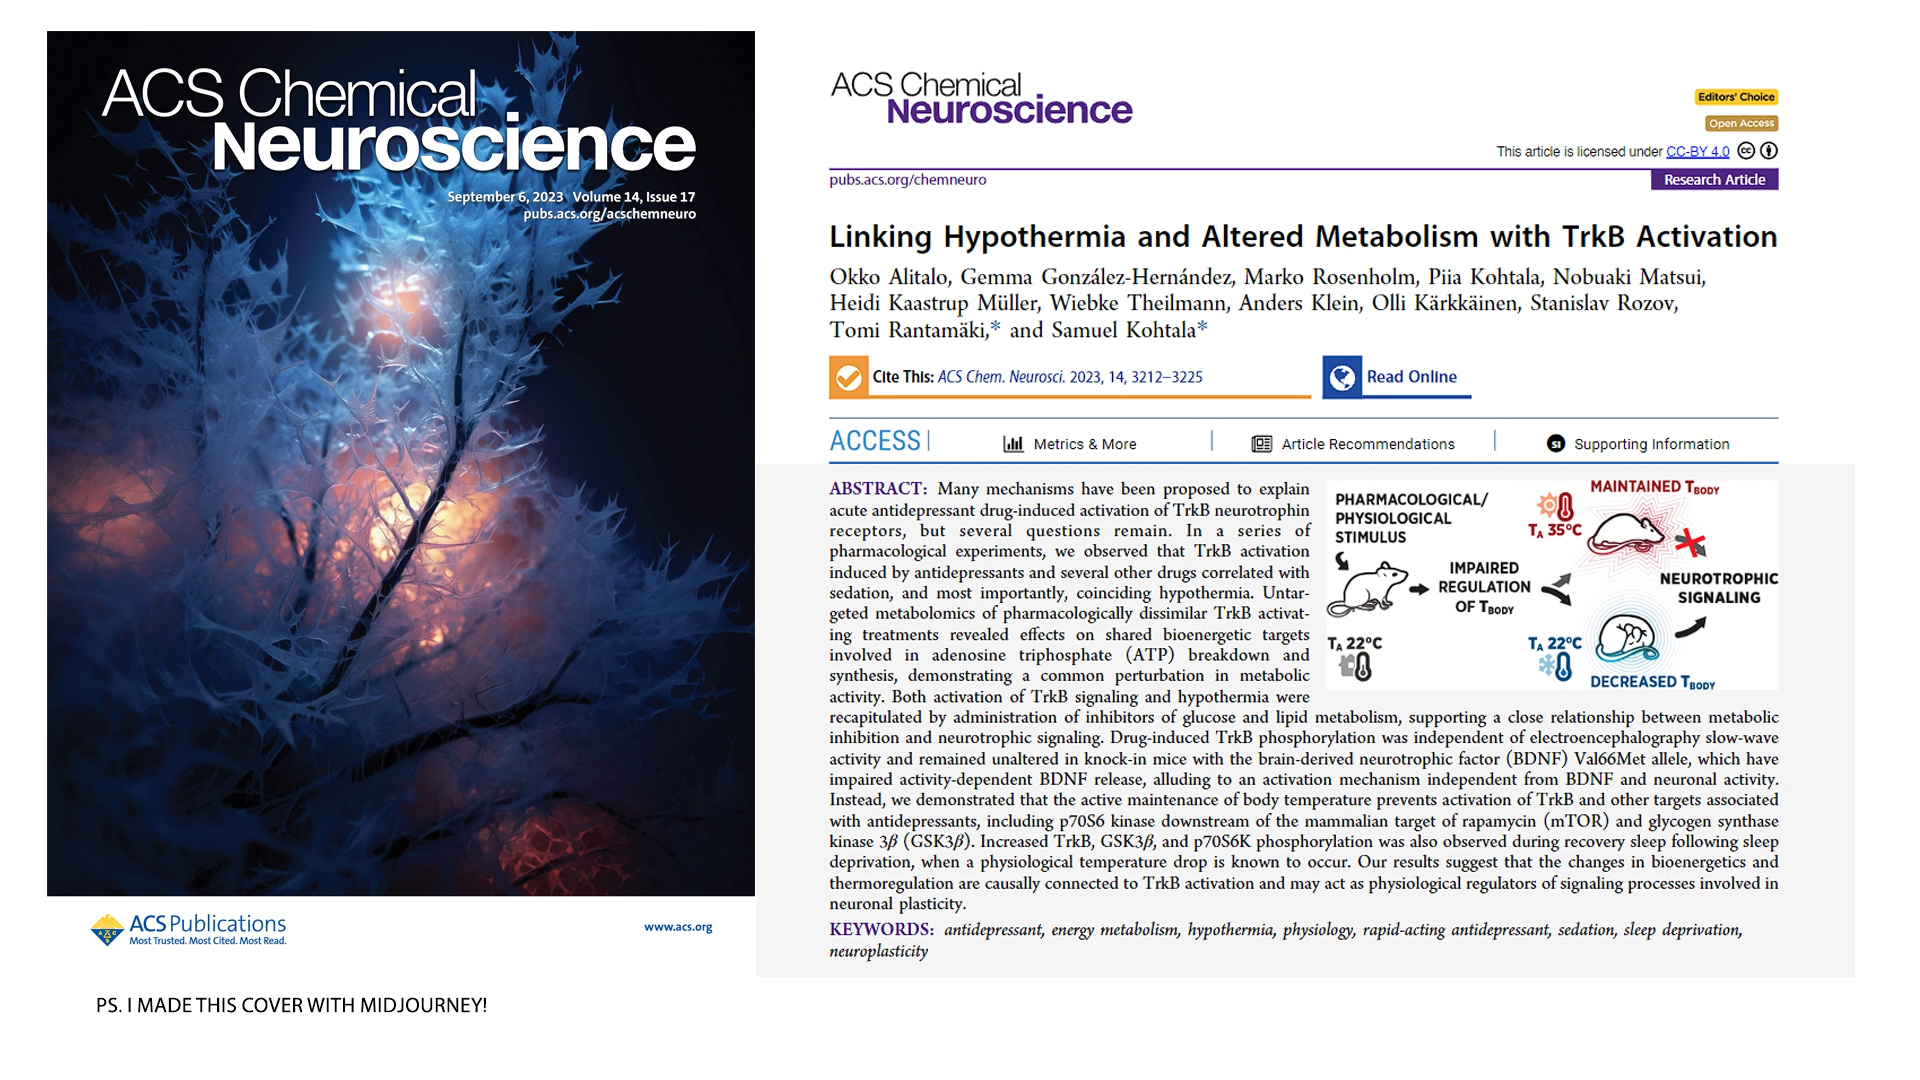 ACS Chemical
Neuroscience
September 6, 2023 Volume 14, Issue 17
pubs.acs.org/acschemneuro
ACS Publications
Most Trusted. Most Cited. Most Read.
www.acs.org
PS. I MADE THIS COVER WITH MIDJOURNEY!
ACS Chemical
Neuroscience
Editors' Choice
Open Access
This article is licensed under CC-BY 4.0
pubs.acs.org/chemneuro
Research Article
Linking Hypothermia and Altered Metabolism with TrkB Activation
Okko Alitalo, Gemma González-Hernández, Marko Rosenholm, Piia Kohtala, Nobuaki Matsui,
Heidi Kaastrup Müller, Wiebke Theilmann, Anders Klein, Olli Kärkkäinen, Stanislav Rozov,
Tomi Rantamäki,* and Samuel Kohtala*
Cite This: ACS Chem. Neurosci. 2023, 14, 3212–3225
Read Online
ACCESS
Metrics & More
Article Recommendations
SI Supporting Information
ABSTRACT: Many mechanisms have been proposed to explain
acute antidepressant drug-induced activation of TrkB neurotrophin
receptors, but several questions remain. In a series of
pharmacological experiments, we observed that TrkB activation
induced by antidepressants and several other drugs correlated with
sedation, and most importantly, coinciding hypothermia. Untar-
geted metabolomics of pharmacologically dissimilar TrkB activat-
ing treatments revealed effects on shared bioenergetic targets
involved in adenosine triphosphate (ATP) breakdown and
synthesis, demonstrating a common perturbation in metabolic
activity. Both activation of TrkB signaling and hypothermia were
recapitulated by administration of inhibitors of glucose and lipid metabolism, supporting a close relationship between metabolic
inhibition and neurotrophic signaling. Drug-induced TrkB phosphorylation was independent of electroencephalography slow-wave
activity and remained unaltered in knock-in mice with the brain-derived neurotrophic factor (BDNF) Val66Met allele, which have
impaired activity-dependent BDNF release, alluding to an activation mechanism independent from BDNF and neuronal activity.
Instead, we demonstrated that the active maintenance of body temperature prevents activation of TrkB and other targets associated
with antidepressants, including p70S6 kinase downstream of the mammalian target of rapamycin (mTOR) and glycogen synthase
kinase 3β (GSK3β). Increased TrkB, GSK3β, and p70S6K phosphorylation was also observed during recovery sleep following sleep
deprivation, when a physiological temperature drop is known to occur. Our results suggest that the changes in bioenergetics and
thermoregulation are causally connected to TrkB activation and may act as physiological regulators of signaling processes involved in
neuronal plasticity.
PHARMACOLOGICAL/
PHYSIOLOGICAL
STIMULUS
TA 22°C
IMPAIRED
REGULATION
OF TBODY
MAINTAINED TBODY
TA 35°C
NEUROTROPHIC
SIGNALING
TA 22°C
DECREASED TBODY
KEYWORDS: antidepressant, energy metabolism, hypothermia, physiology, rapid-acting antidepressant, sedation, sleep deprivation,
neuroplasticity